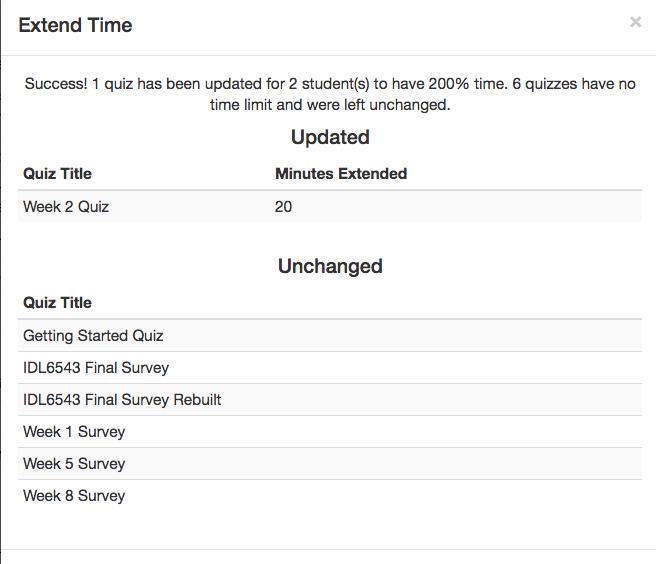 Extend Time ×
Success! 1 quiz has been updated for 2 student(s) to have 200% time. 6 quizzes have no
time limit and were left unchanged.
Updated
Quiz Title Minutes Extended
Week 2 Quiz 20
Unchanged
Quiz Title
Getting Started Quiz
IDL6543 Final Survey
IDL6543 Final Survey Rebuilt
Week 1 Survey
Week 5 Survey
Week 8 Survey